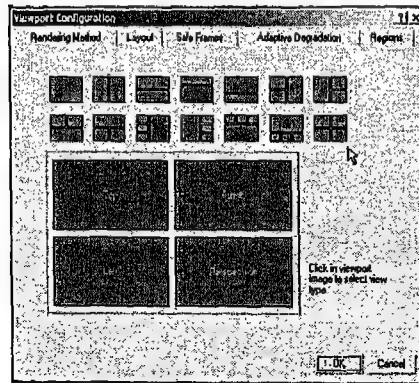 Viewport Configuration
Rendering Method Layout Safe Frames Adaptive Degradation Regions
Top Front
Left Perspective
Click in viewport
image to select view
type
OK Cancel